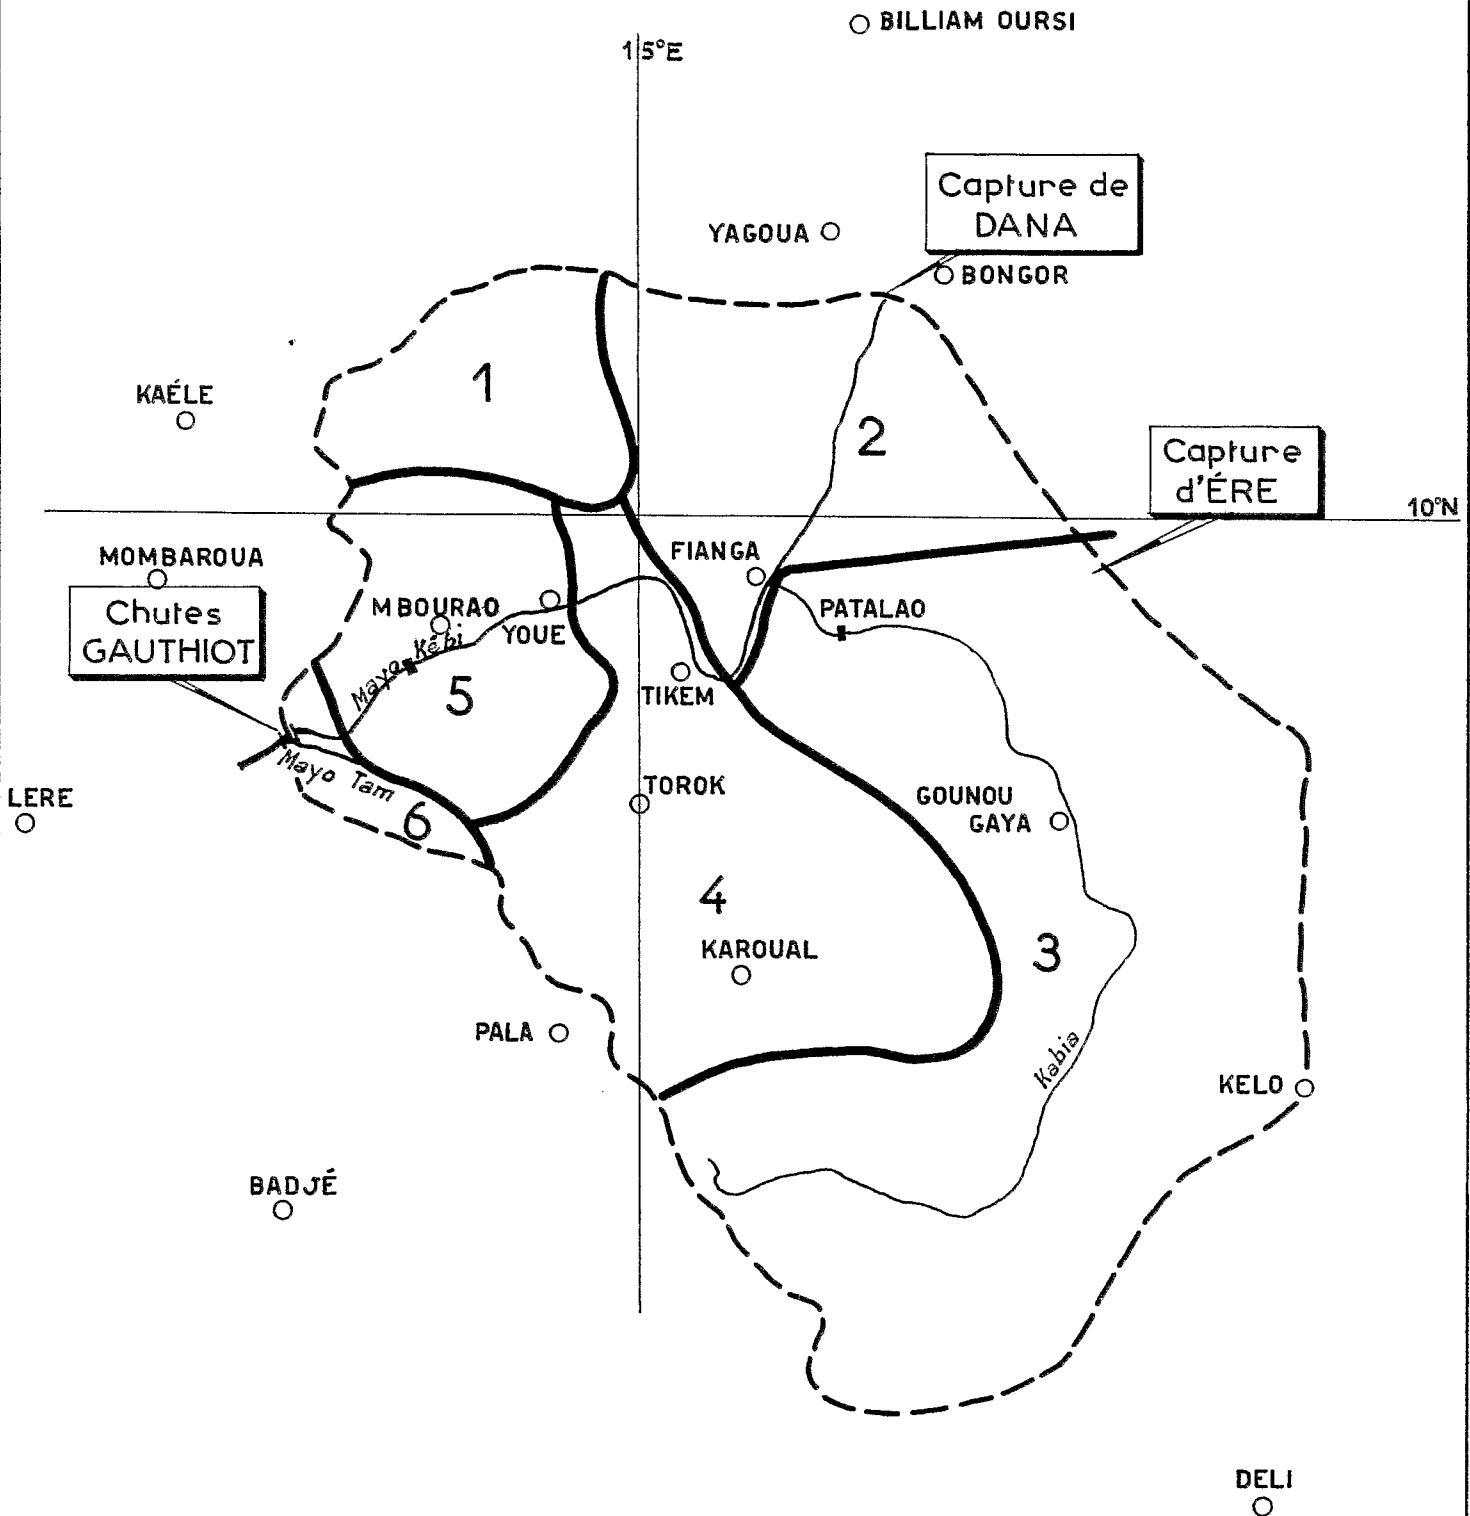 BILLIAM OURSI
15°E
Capture de
DANA
YAGOUA
BONGOR
1
KAÉLE
2
Capture
d'ÉRE
10°N
FIANGA
MOMBAROUA
Chutes
GAUTHIOT
MBOURAO
YOUE
PATALAO
Mayo Kébi
5
TIKEM
Mayo Tam
6
LERE
TOROK
GOUNOU
GAYA
4
3
KAROUAL
PALA
Kabia
KELO
BADJÉ
DELI